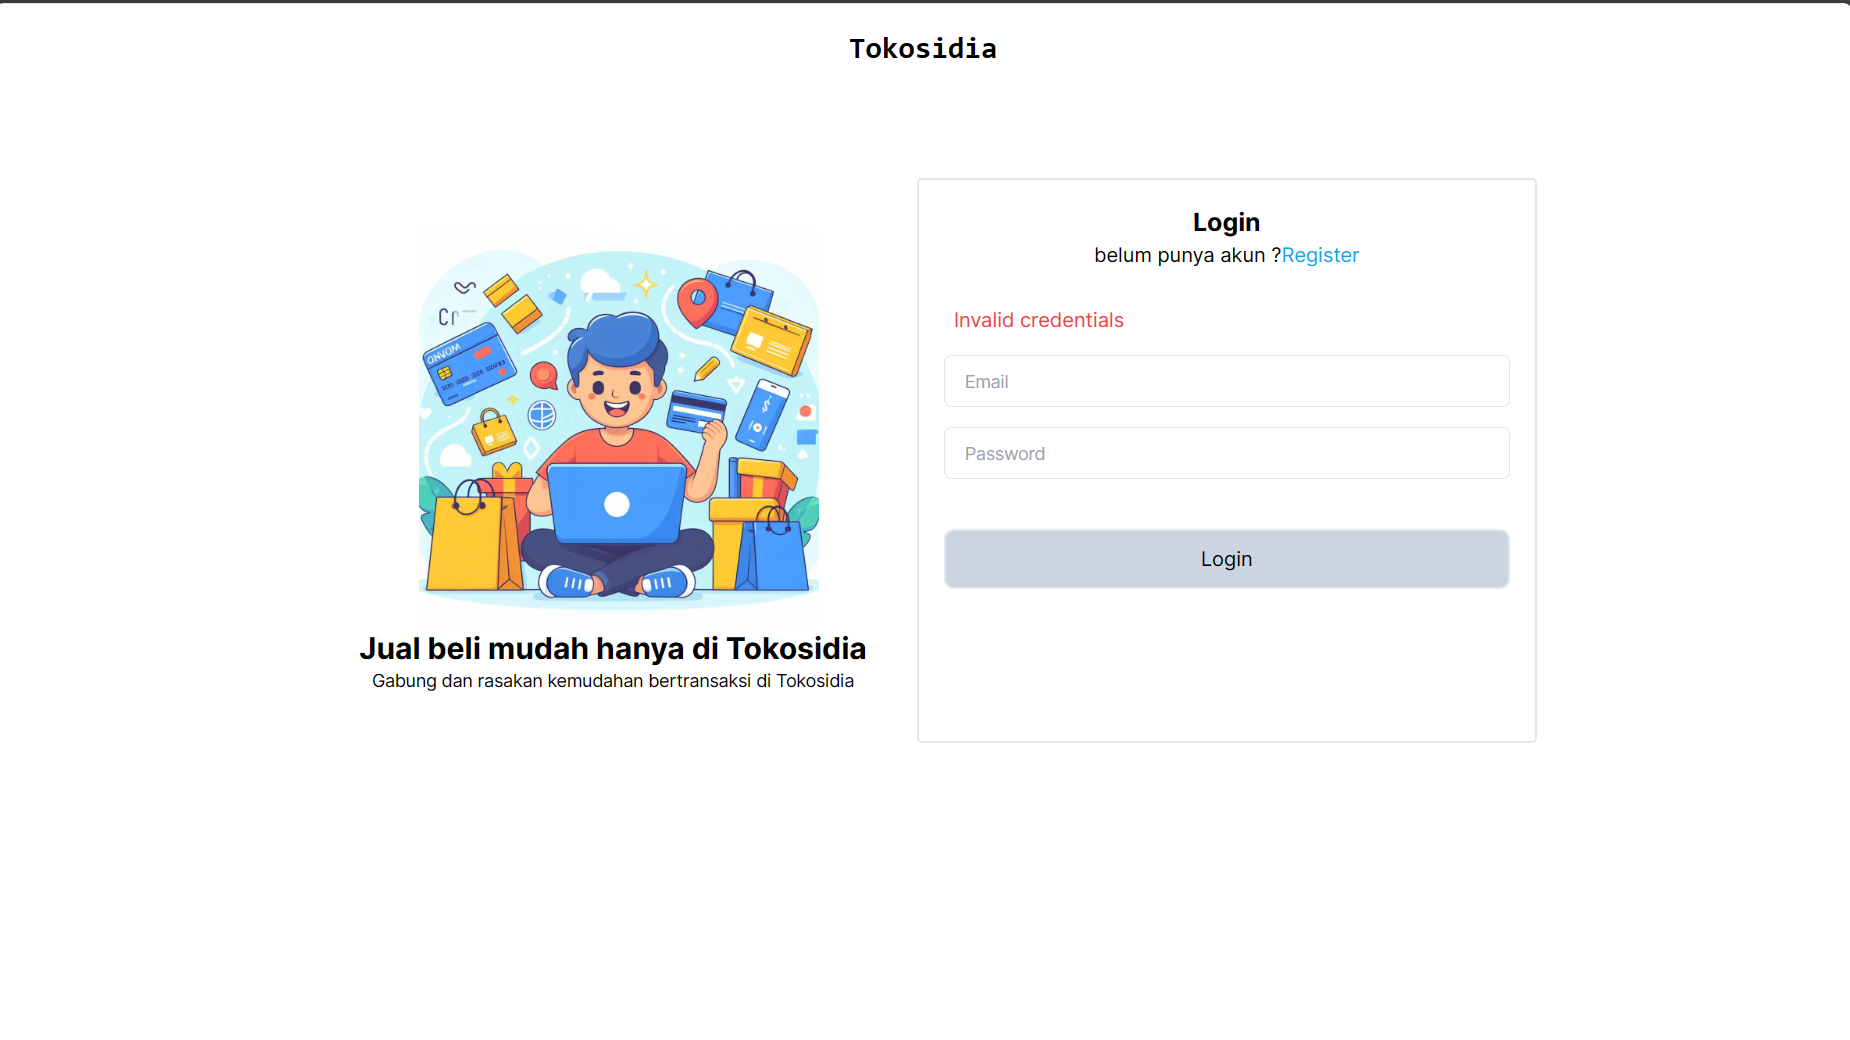 Tokosidia
Login
belum punya akun ?Register
Invalid credentials
Email
Password
Login
Jual beli mudah hanya di Tokosidia
Gabung dan rasakan kemudahan bertransaksi di Tokosidia